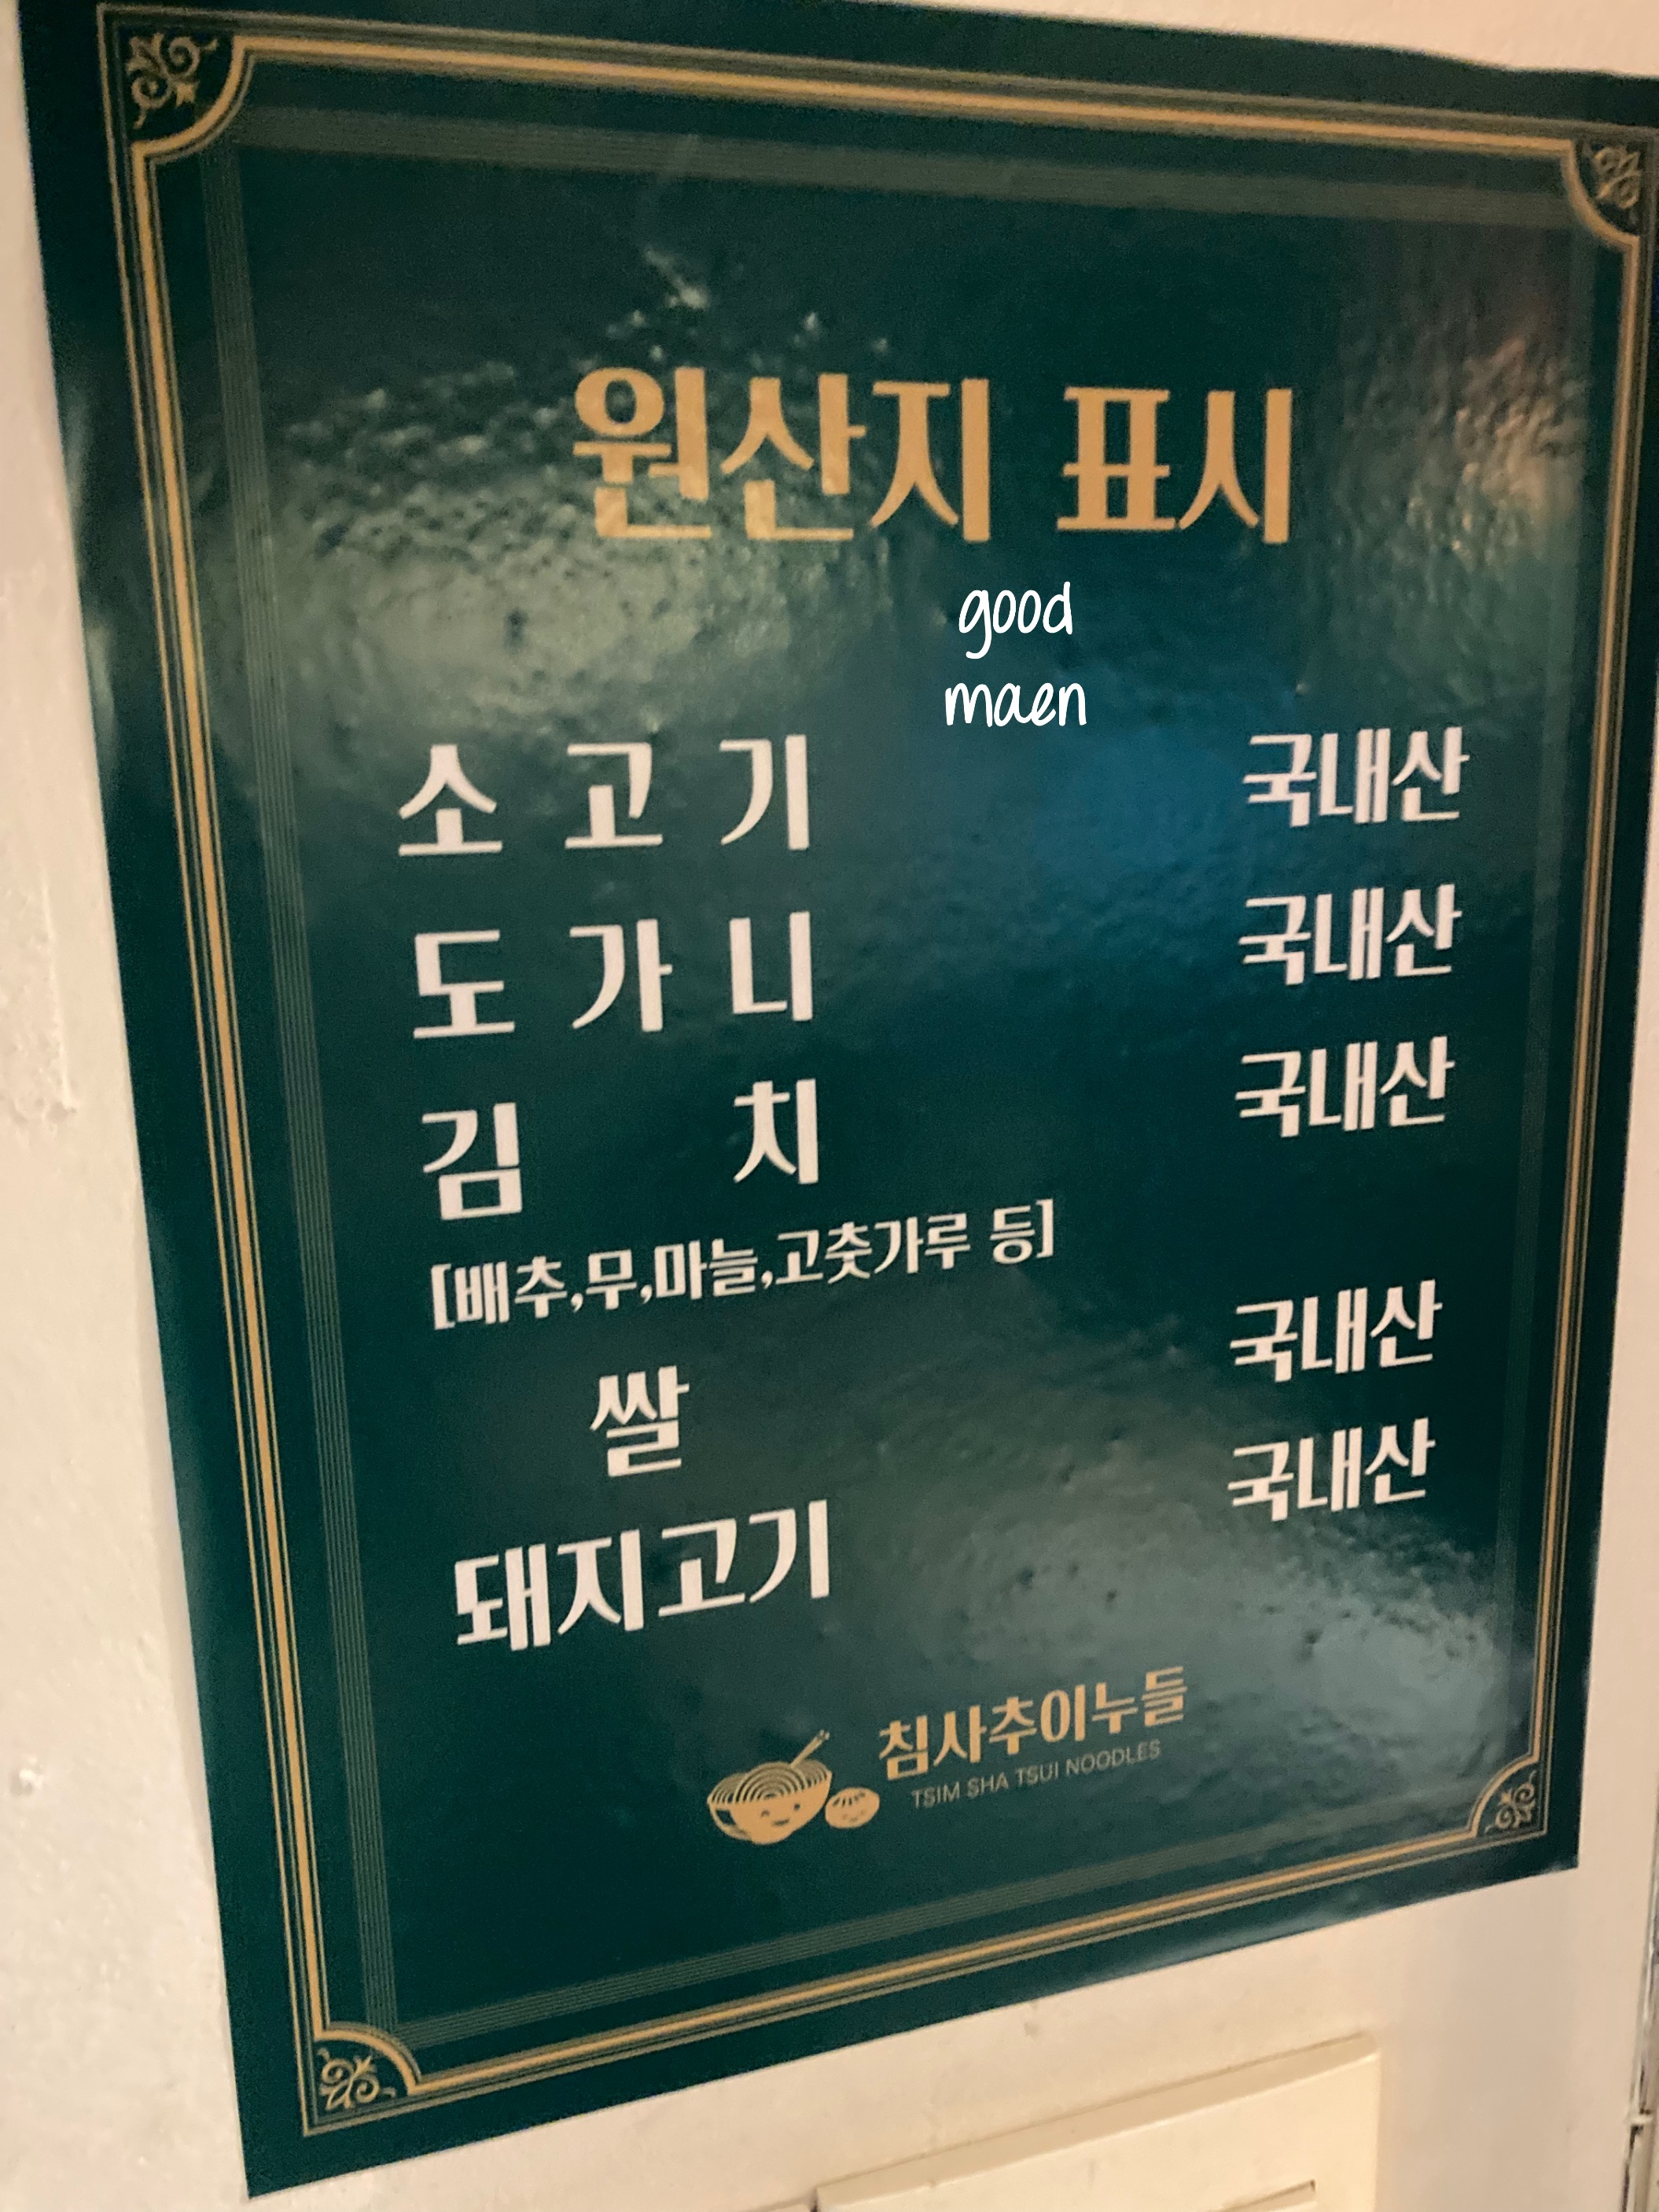 원산지 표시
good
maen
소고기 국내산
도가니 국내산
김치 국내산
[배추,무,마늘,고춧가루 등]
쌀 국내산
돼지고기 국내산
침사추이누들
TSIM SHA TSUI NOODLES